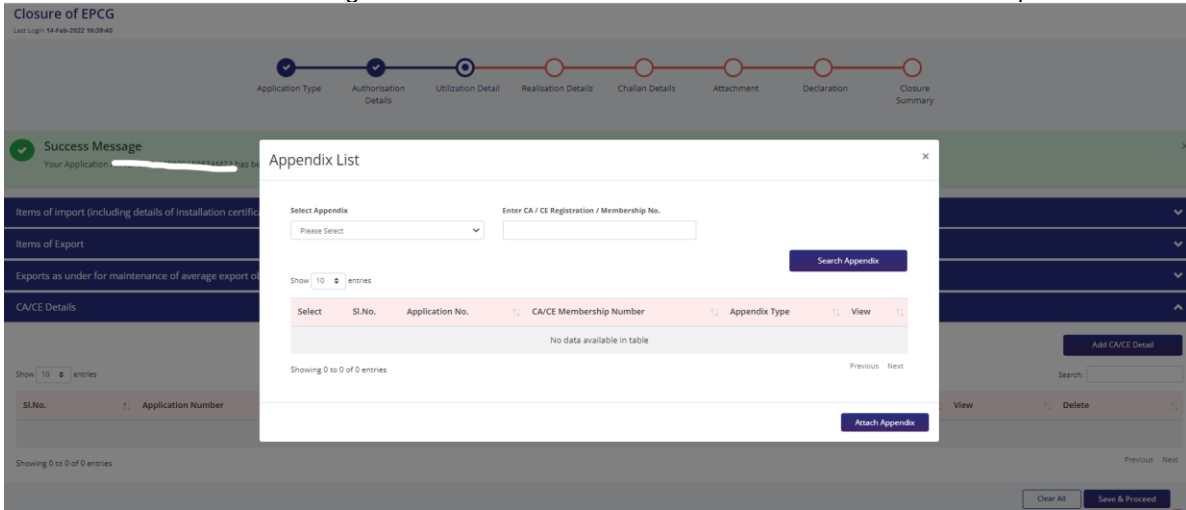 Closure of EPCG
Last Login 14-Feb-2022 16:39:40
Application Type
Authorisation Details
Utilization Detail
Realisation Details
Challan Details
Attachment
Declaration
Closure Summary
Success Message
Your Application has be
Appendix List
×
Select Appendix
Enter CA / CE Registration / Membership No.
Please Select
Search Appendix
Show 10 entries
Select Sl.No. Application No. CA/CE Membership Number Appendix Type View
No data available in table
Showing 0 to 0 of 0 entries
Previous Next
Attach Appendix
Items of import (including details of installation certific
Items of Export
Exports as under for maintenance of average export ob
CA/CE Details
Add CA/CE Detail
Show 10 entries
Search:
Sl.No. Application Number View Delete
Showing 0 to 0 of 0 entries
Previous Next
Clear All
Save & Proceed